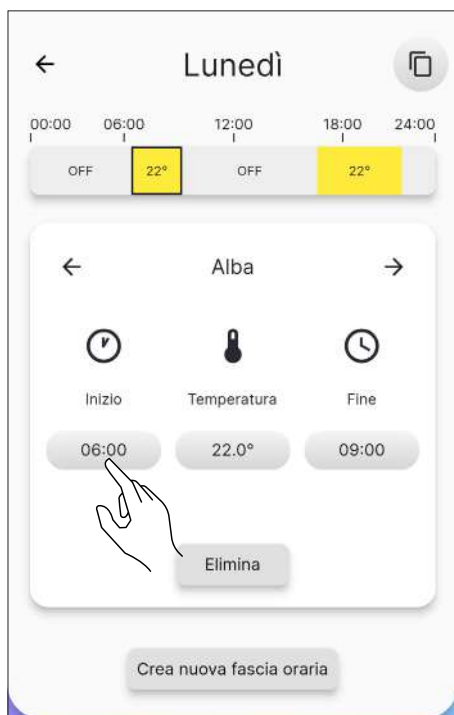 Lunedì
00:00 06:00 12:00 18:00 24:00
OFF 22° OFF 22°
Alba
Inizio Temperatura Fine
06:00 22.0° 09:00
Elimina
Crea nuova fascia oraria